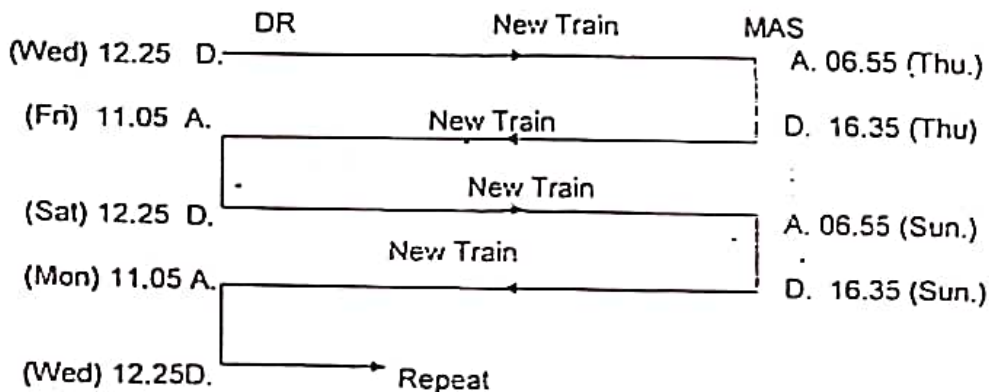 DR New Train MAS
(Wed) 12.25 D. A. 06.55 (Thu.)
(Fri) 11.05 A. New Train D. 16.35 (Thu)
New Train
(Sat) 12.25 D. A. 06.55 (Sun.)
New Train
(Mon) 11.05 A. D. 16.35 (Sun.)
(Wed) 12.25D. Repeat